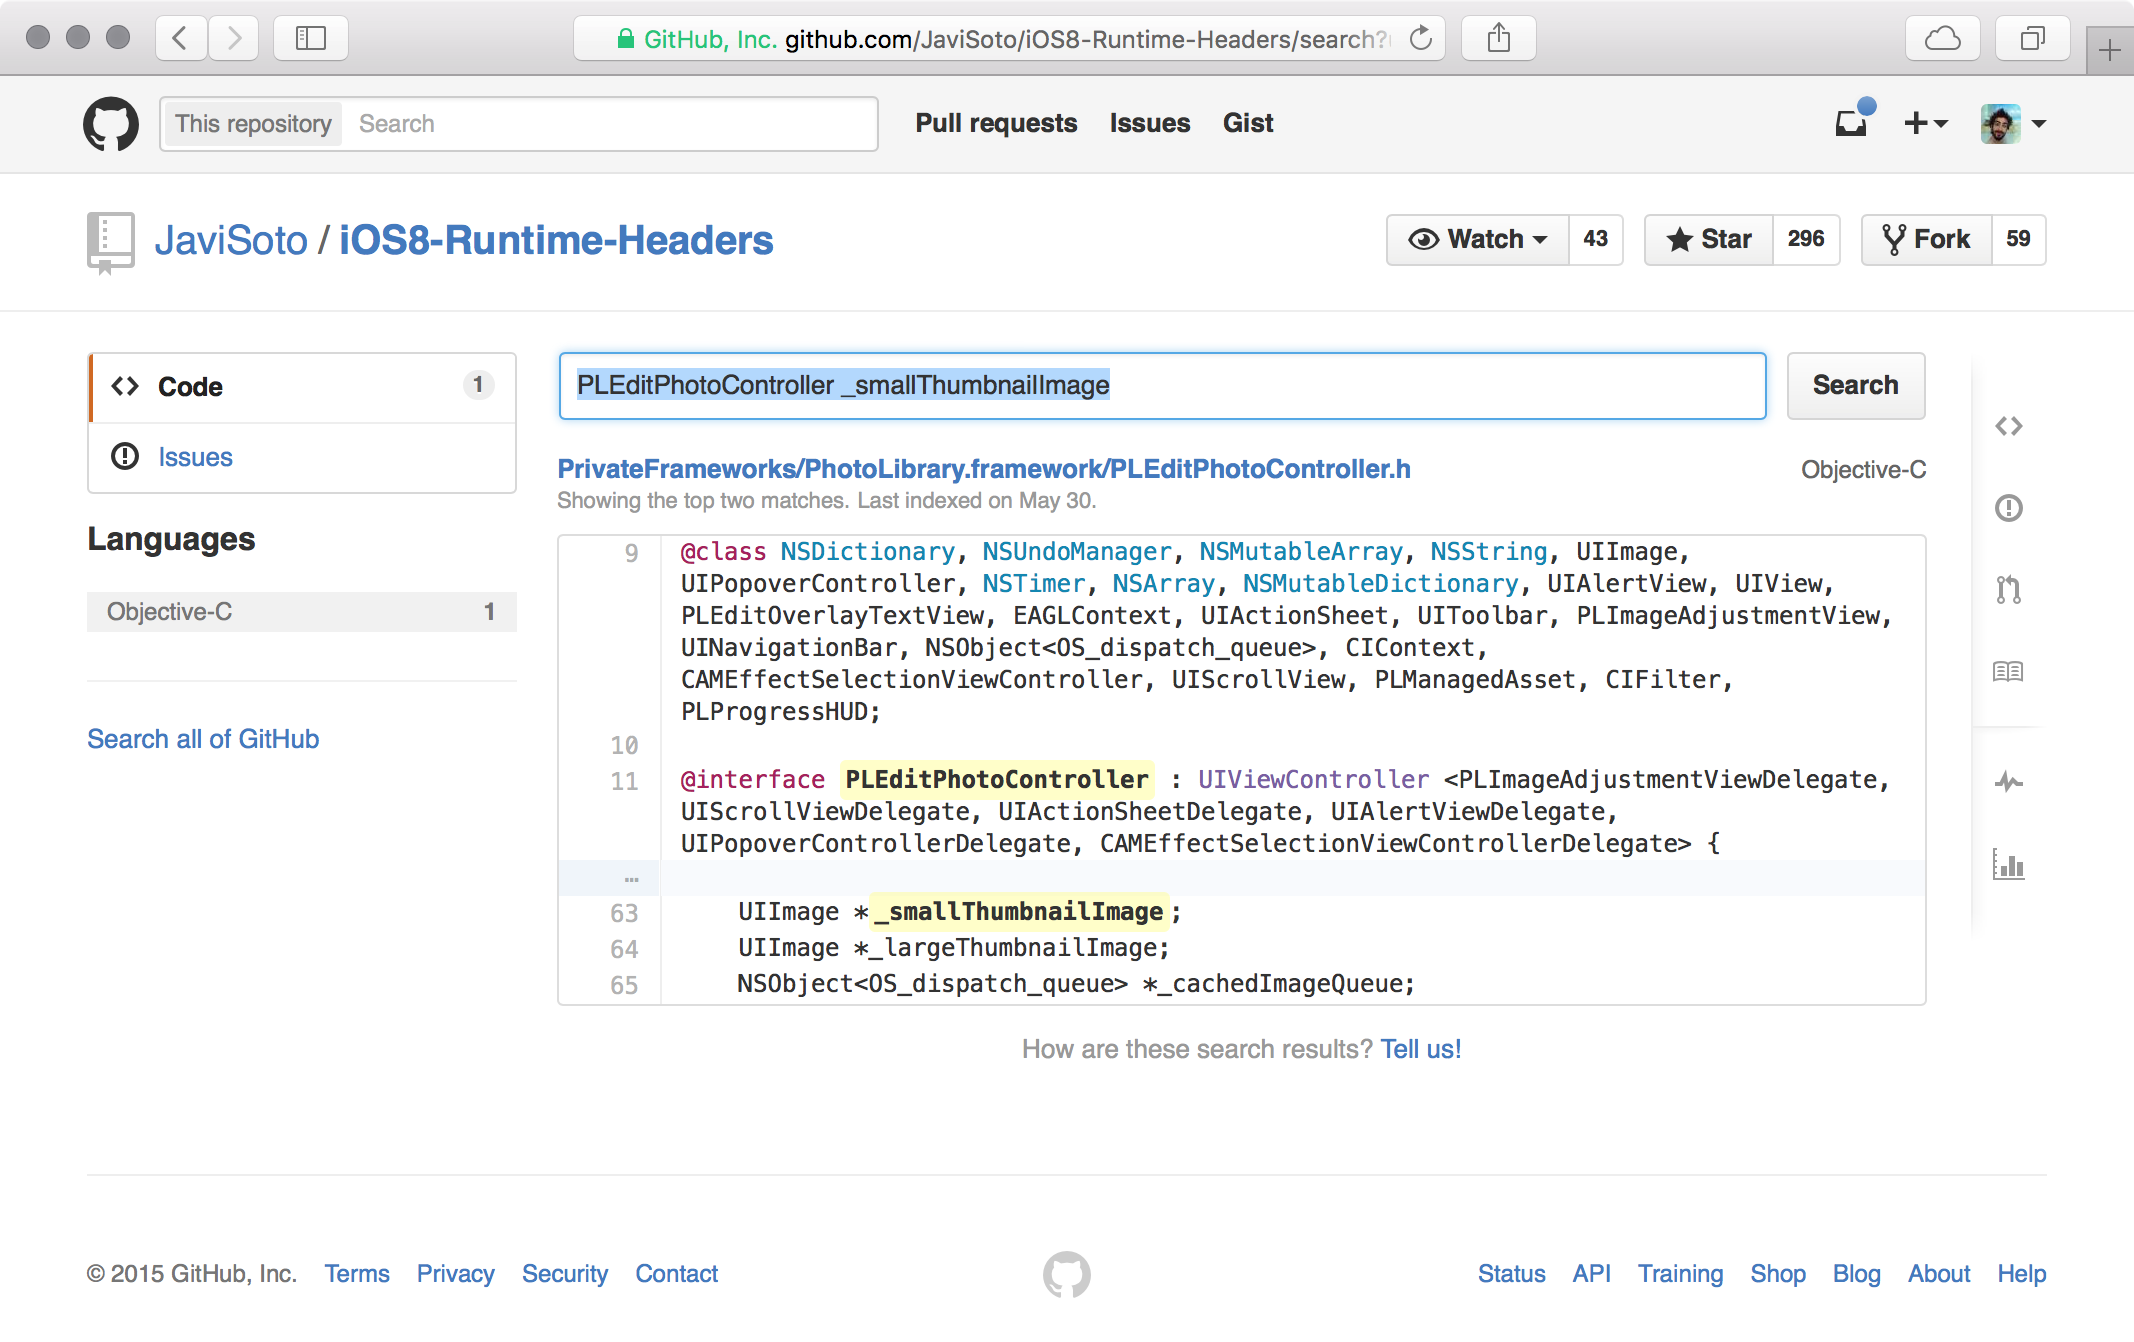 GitHub, Inc. github.com/JaviSoto/iOS8-Runtime-Headers/search?
This repository Search Pull requests Issues Gist
JaviSoto / iOS8-Runtime-Headers Watch 43 Star 296 Fork 59
Code 1
Issues
Languages
Objective-C 1
Search all of GitHub
PLEditPhotoController _smallThumbnailImage Search
PrivateFrameworks/PhotoLibrary.framework/PLEditPhotoController.h Objective-C
Showing the top two matches. Last indexed on May 30.
9 @class NSDictionary, NSUndoManager, NSMutableArray, NSString, UIImage,
UIPopoverController, NSTimer, NSArray, NSMutableDictionary, UIAlertView, UIView,
PLEditOverlayTextView, EAGLContext, UIActionSheet, UIToolbar, PLImageAdjustmentView,
UINavigationBar, NSObject<OS_dispatch_queue>, CIContext,
CAMEffectSelectionViewController, UIScrollView, PLManagedAsset, CIFilter,
PLProgressHUD;
10
11 @interface PLEditPhotoController : UIViewController <PLImageAdjustmentViewDelegate,
UIScrollViewDelegate, UIActionSheetDelegate, UIAlertViewDelegate,
UIPopoverControllerDelegate, CAMEffectSelectionViewControllerDelegate> {
…
63 UIImage *_smallThumbnailImage;
64 UIImage *_largeThumbnailImage;
65 NSObject<OS_dispatch_queue> *_cachedImageQueue;
How are these search results? Tell us!
© 2015 GitHub, Inc. Terms Privacy Security Contact Status API Training Shop Blog About Help